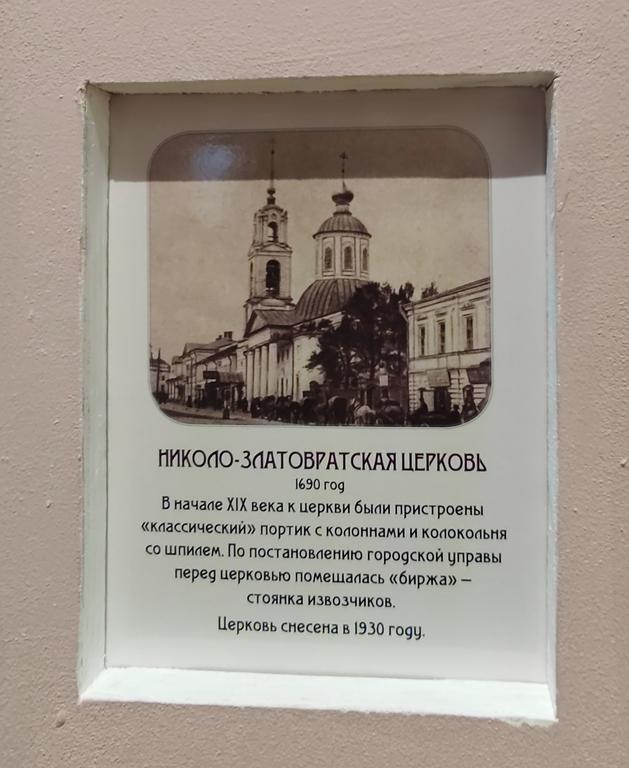 НИКОЛО-ЗЛАТОВРАТСКАЯ ЦЕРКОВЬ
1690 год
В начале XIX века к церкви были пристроены
«классический» портик с колоннами и колокольня
со шпилем. По постановлению городской управы
перед церковью помещалась «биржа» –
стоянка извозчиков.
Церковь снесена в 1930 году.